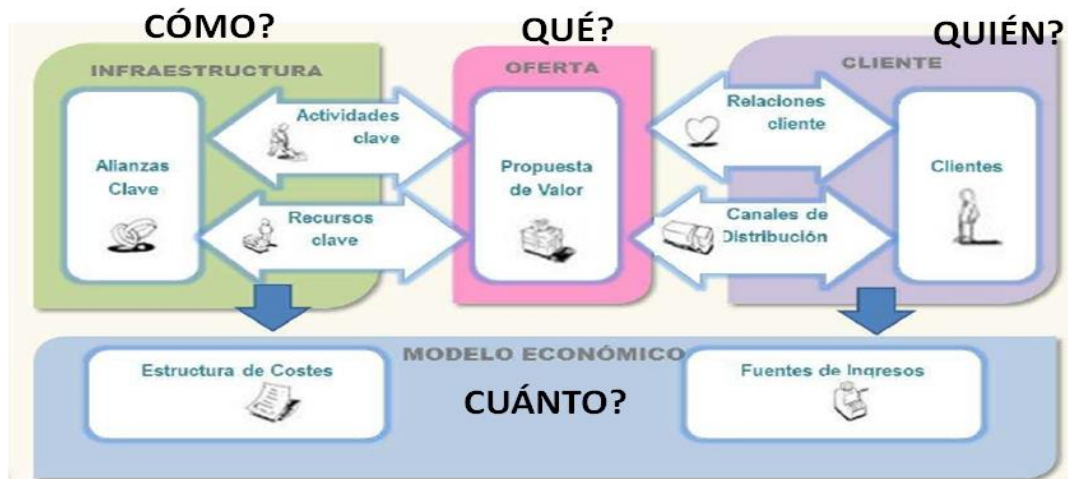 CÓMO?
QUÉ?
QUIÉN?
INFRAESTRUCTURA
OFERTA
CLIENTE
Alianzas
Clave
Actividades
clave
Recursos
clave
Propuesta
de Valor
Relaciones
cliente
Canales de
Distribución
Clientes
MODELO ECONÓMICO
Estructura de Costes
CUÁNTO?
Fuentes de Ingresos